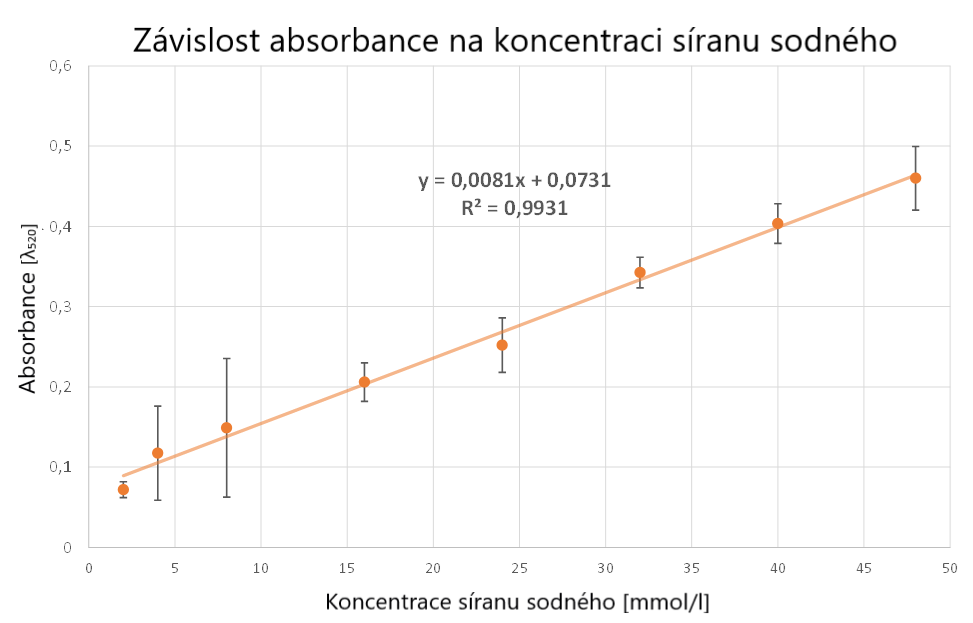 Závislost absorbance na koncentraci síranu sodného
0,6
0,5
0,4
0,3
0,2
0,1
0
y = 0,0081x + 0,0731
R² = 0,9931
Absorbance [λ₅₂₀]
0 5 10 15 20 25 30 35 40 45 50
Koncentrace síranu sodného [mmol/l]